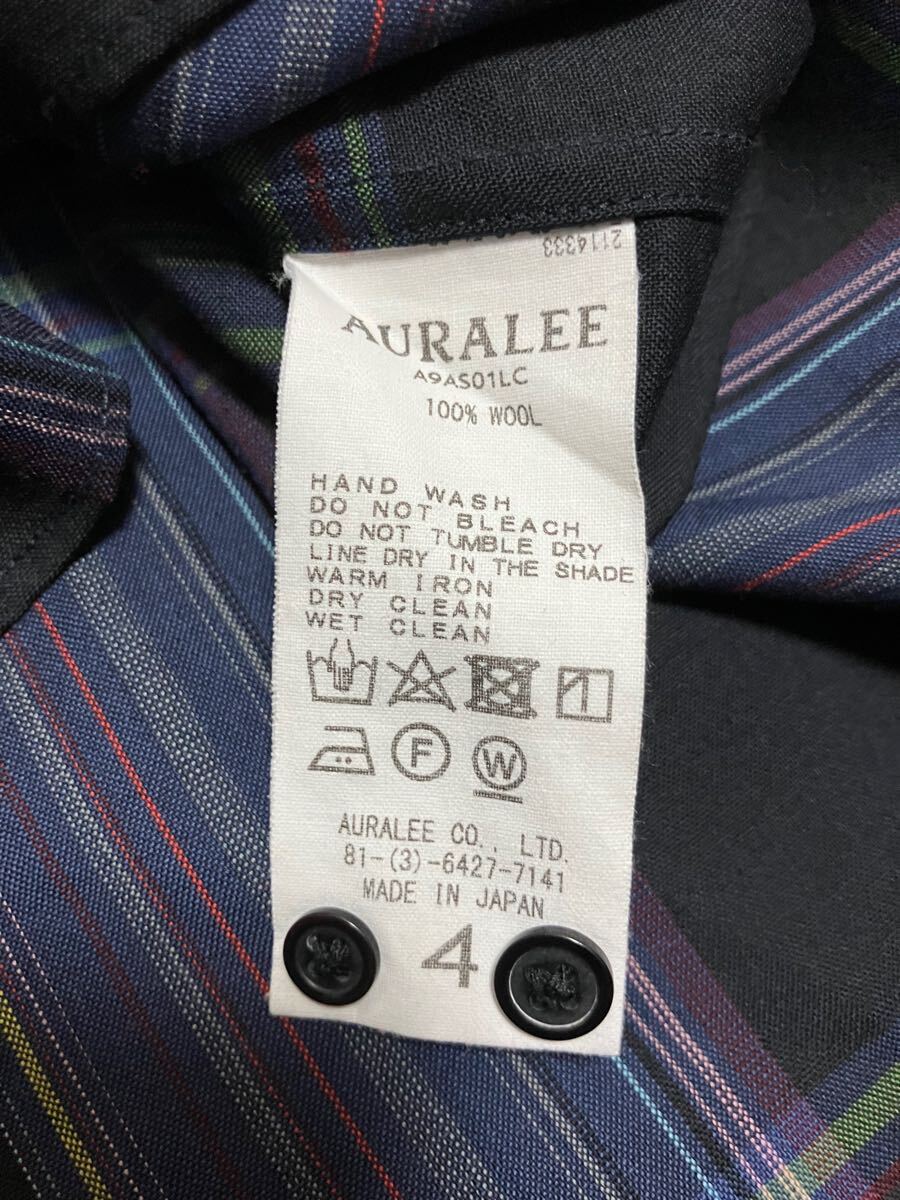 2114333
AURALEE
A9AS01LC
100% WOOL
HAND WASH
DO NOT BLEACH
DO NOT TUMBLE DRY
LINE DRY IN THE SHADE
WARM IRON
DRY CLEAN
WET CLEAN
F W
AURALEE CO., LTD.
81-(3)-6427-7141
MADE IN JAPAN
4